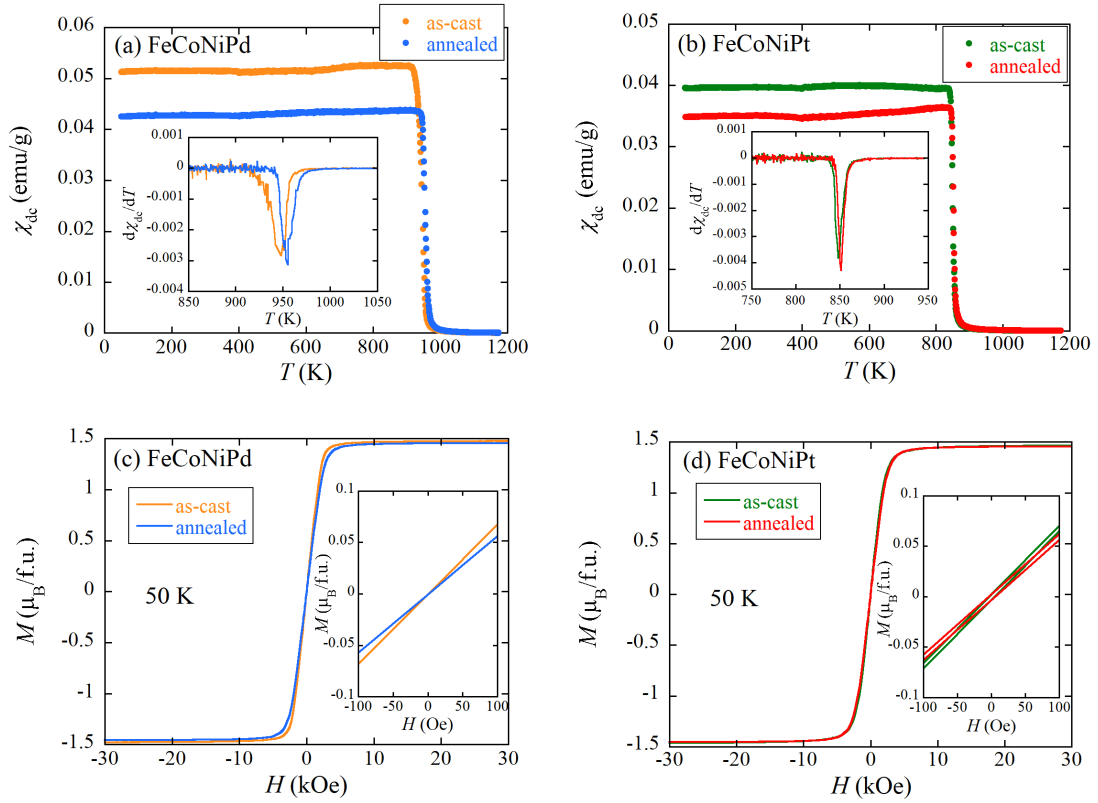 (a) FeCoNiPd
as-cast
annealed
χdc (emu/g)
0.06
0.05
0.04
0.03
0.02
0.01
0
0 200 400 600 800 1000 1200
T (K)
dχdc/dT
0.001
0
-0.001
-0.002
-0.003
-0.004
850 900 950 1000 1050
T (K)
(b) FeCoNiPt
as-cast
annealed
χdc (emu/g)
0.05
0.04
0.03
0.02
0.01
0
0 200 400 600 800 1000 1200
T (K)
dχdc/dT
0.001
0
-0.001
-0.002
-0.003
-0.004
-0.005
750 800 850 900 950
T (K)
(c) FeCoNiPd
as-cast
annealed
50 K
M (μB/f.u.)
1.5
1
0.5
0
-0.5
-1
-1.5
-30 -20 -10 0 10 20 30
H (kOe)
M (μB/f.u.)
0.1
0.05
0
-0.05
-0.1
-100 -50 0 50 100
H (Oe)
(d) FeCoNiPt
as-cast
annealed
50 K
M (μB/f.u.)
1.5
1
0.5
0
-0.5
-1
-1.5
-30 -20 -10 0 10 20 30
H (kOe)
M (μB/f.u.)
0.1
0.05
0
-0.05
-0.1
-100 -50 0 50 100
H (Oe)